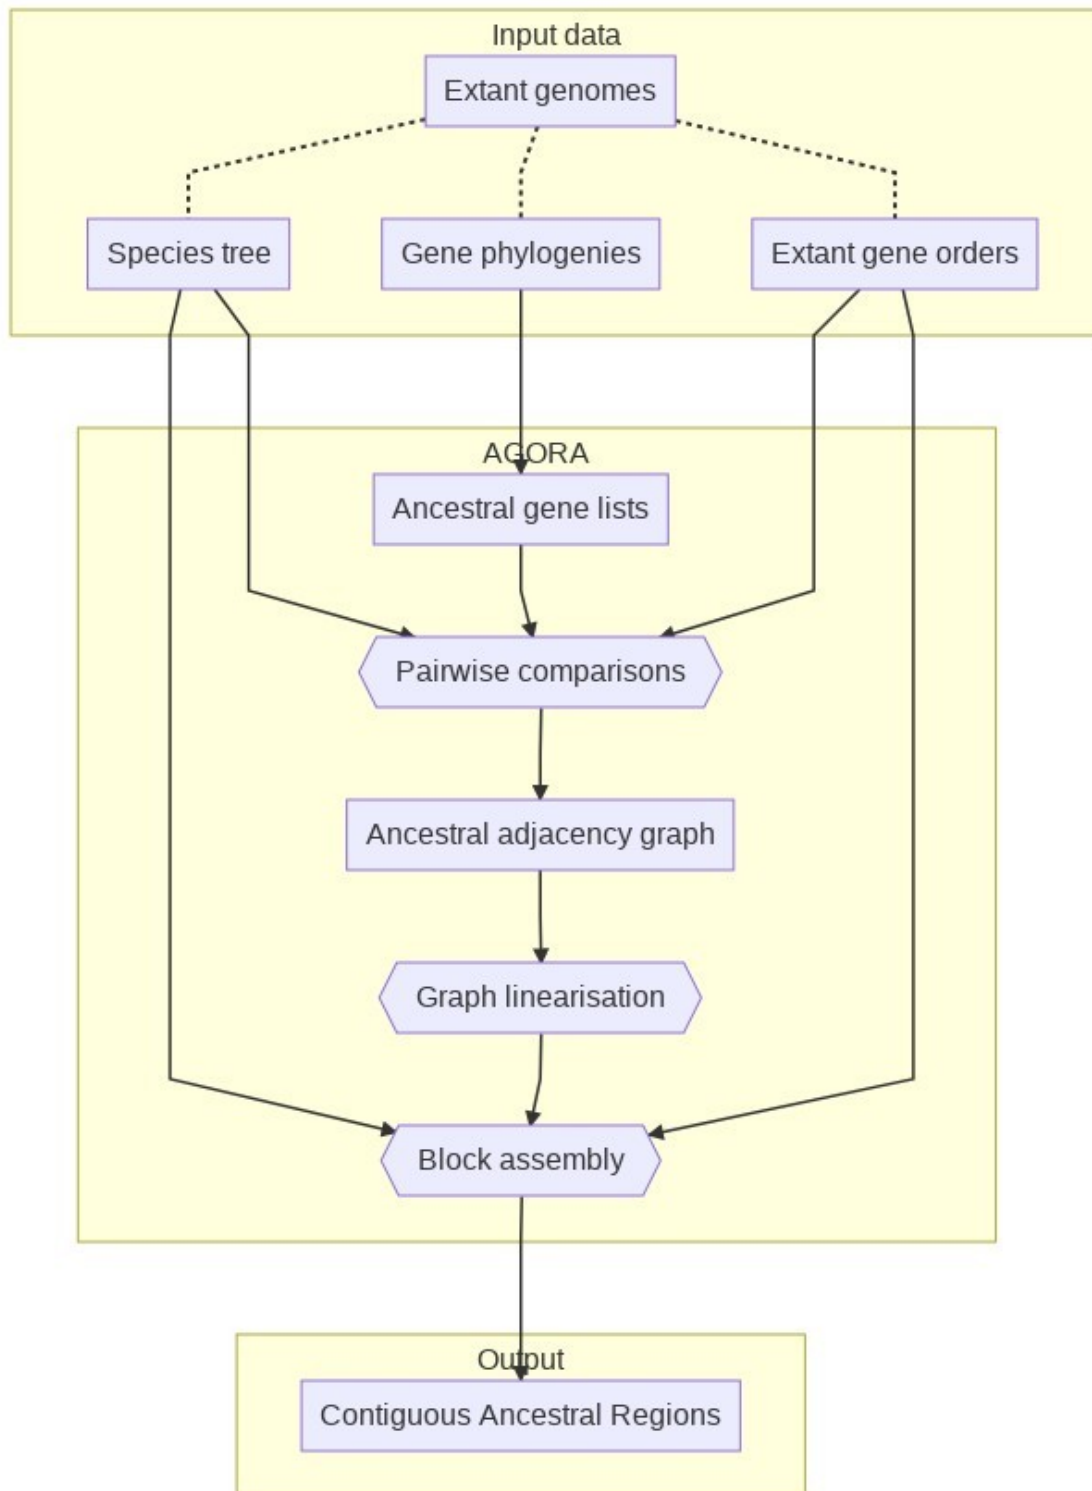 Input data
Extant genomes
Species tree
Gene phylogenies
Extant gene orders
AGORA
Ancestral gene lists
Pairwise comparisons
Ancestral adjacency graph
Graph linearisation
Block assembly
Output
Contiguous Ancestral Regions